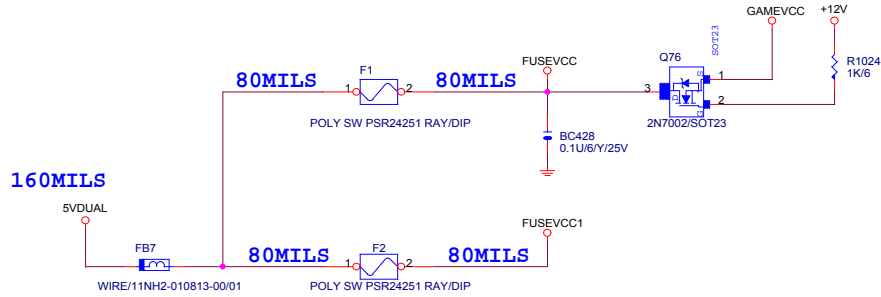 GAMEVCC
+12V
SOT23
F1
FUSEVCC
Q76
R1024
1K/6
80MILS
80MILS
1
2
3
S
D
G
1
2
POLY SW PSR24251 RAY/DIP
2N7002/SOT23
BC428
0.1U/6/Y/25V
160MILS
5VDUAL
FUSEVCC1
FB7
80MILS
F2
80MILS
1
2
WIRE/11NH2-010813-00/01
POLY SW PSR24251 RAY/DIP